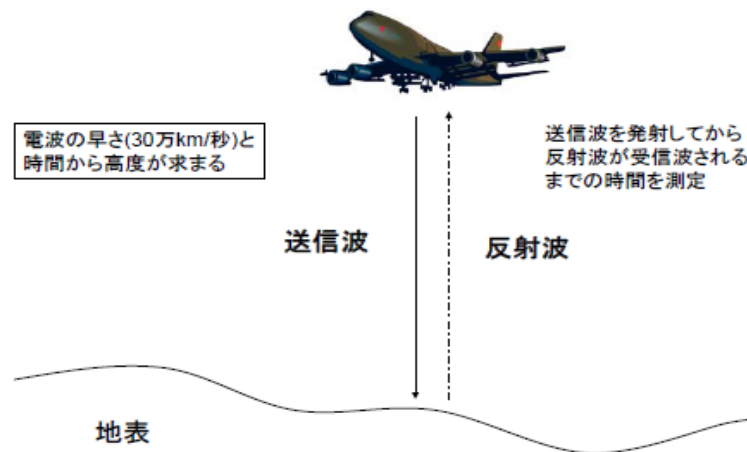 電波の早さ(30万km/秒)と
時間から高度が求まる
送信波を発射してから
反射波が受信波される
までの時間を測定
送信波
反射波
地表